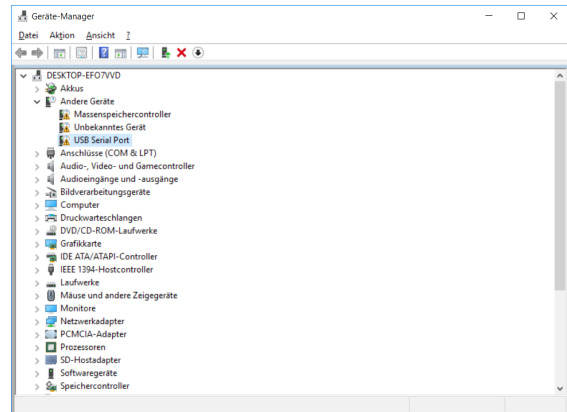 Geräte-Manager
Datei Aktion Ansicht ?
DESKTOP-EFO7VVD
Akkus
Andere Geräte
Massenspeichercontroller
Unbekanntes Gerät
USB Serial Port
Anschlüsse (COM & LPT)
Audio-, Video- und Gamecontroller
Audioeingänge und -ausgänge
Bildverarbeitungsgeräte
Computer
Druckwarteschlangen
DVD/CD-ROM-Laufwerke
Grafikkarte
IDE ATA/ATAPI-Controller
IEEE 1394-Hostcontroller
Laufwerke
Mäuse und andere Zeigegeräte
Monitore
Netzwerkadapter
PCMCIA-Adapter
Prozessoren
SD-Hostadapter
Softwaregeräte
Speichercontroller